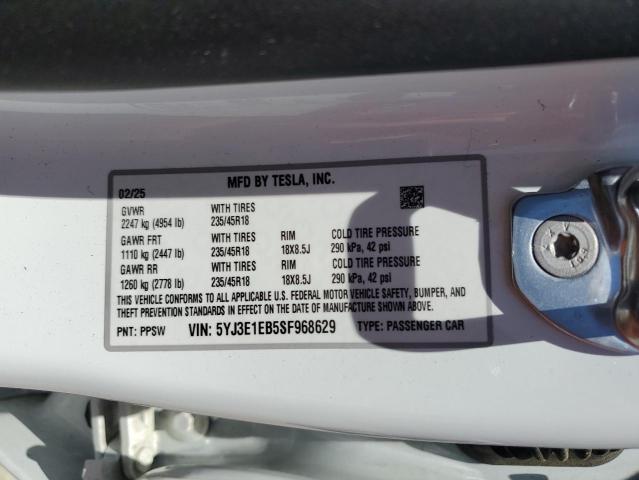 MFD BY TESLA, INC.
02/25
GVWR WITH TIRES
2247 kg (4954 lb) 235/45R18
GAWR FRT WITH TIRES RIM COLD TIRE PRESSURE
1110 kg (2447 lb) 235/45R18 18X8.5J 290 kPa, 42 psi
GAWR RR WITH TIRES RIM COLD TIRE PRESSURE
1260 kg (2778 lb) 235/45R18 18X8.5J 290 kPa, 42 psi
THIS VEHICLE CONFORMS TO ALL APPLICABLE U.S. FEDERAL MOTOR VEHICLE SAFETY, BUMPER, AND
THEFT PREVENTION STANDARDS IN EFFECT ON THE DATE OF MANUFACTURE SHOWN ABOVE.
PNT: PPSW VIN: 5YJ3E1EB5SF968629 TYPE: PASSENGER CAR